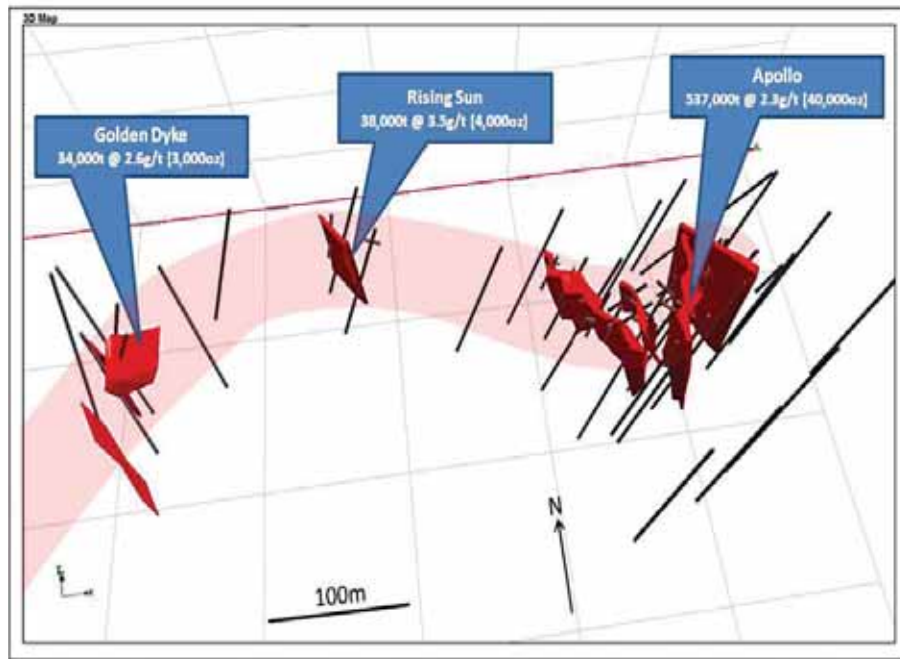 3D Map
Apollo
537,000t @ 2.3g/t [40,000oz]
Rising Sun
38,000t @ 3.5g/t [4,000oz]
Golden Dyke
34,000t @ 2.6g/t [3,000oz]
N
100m